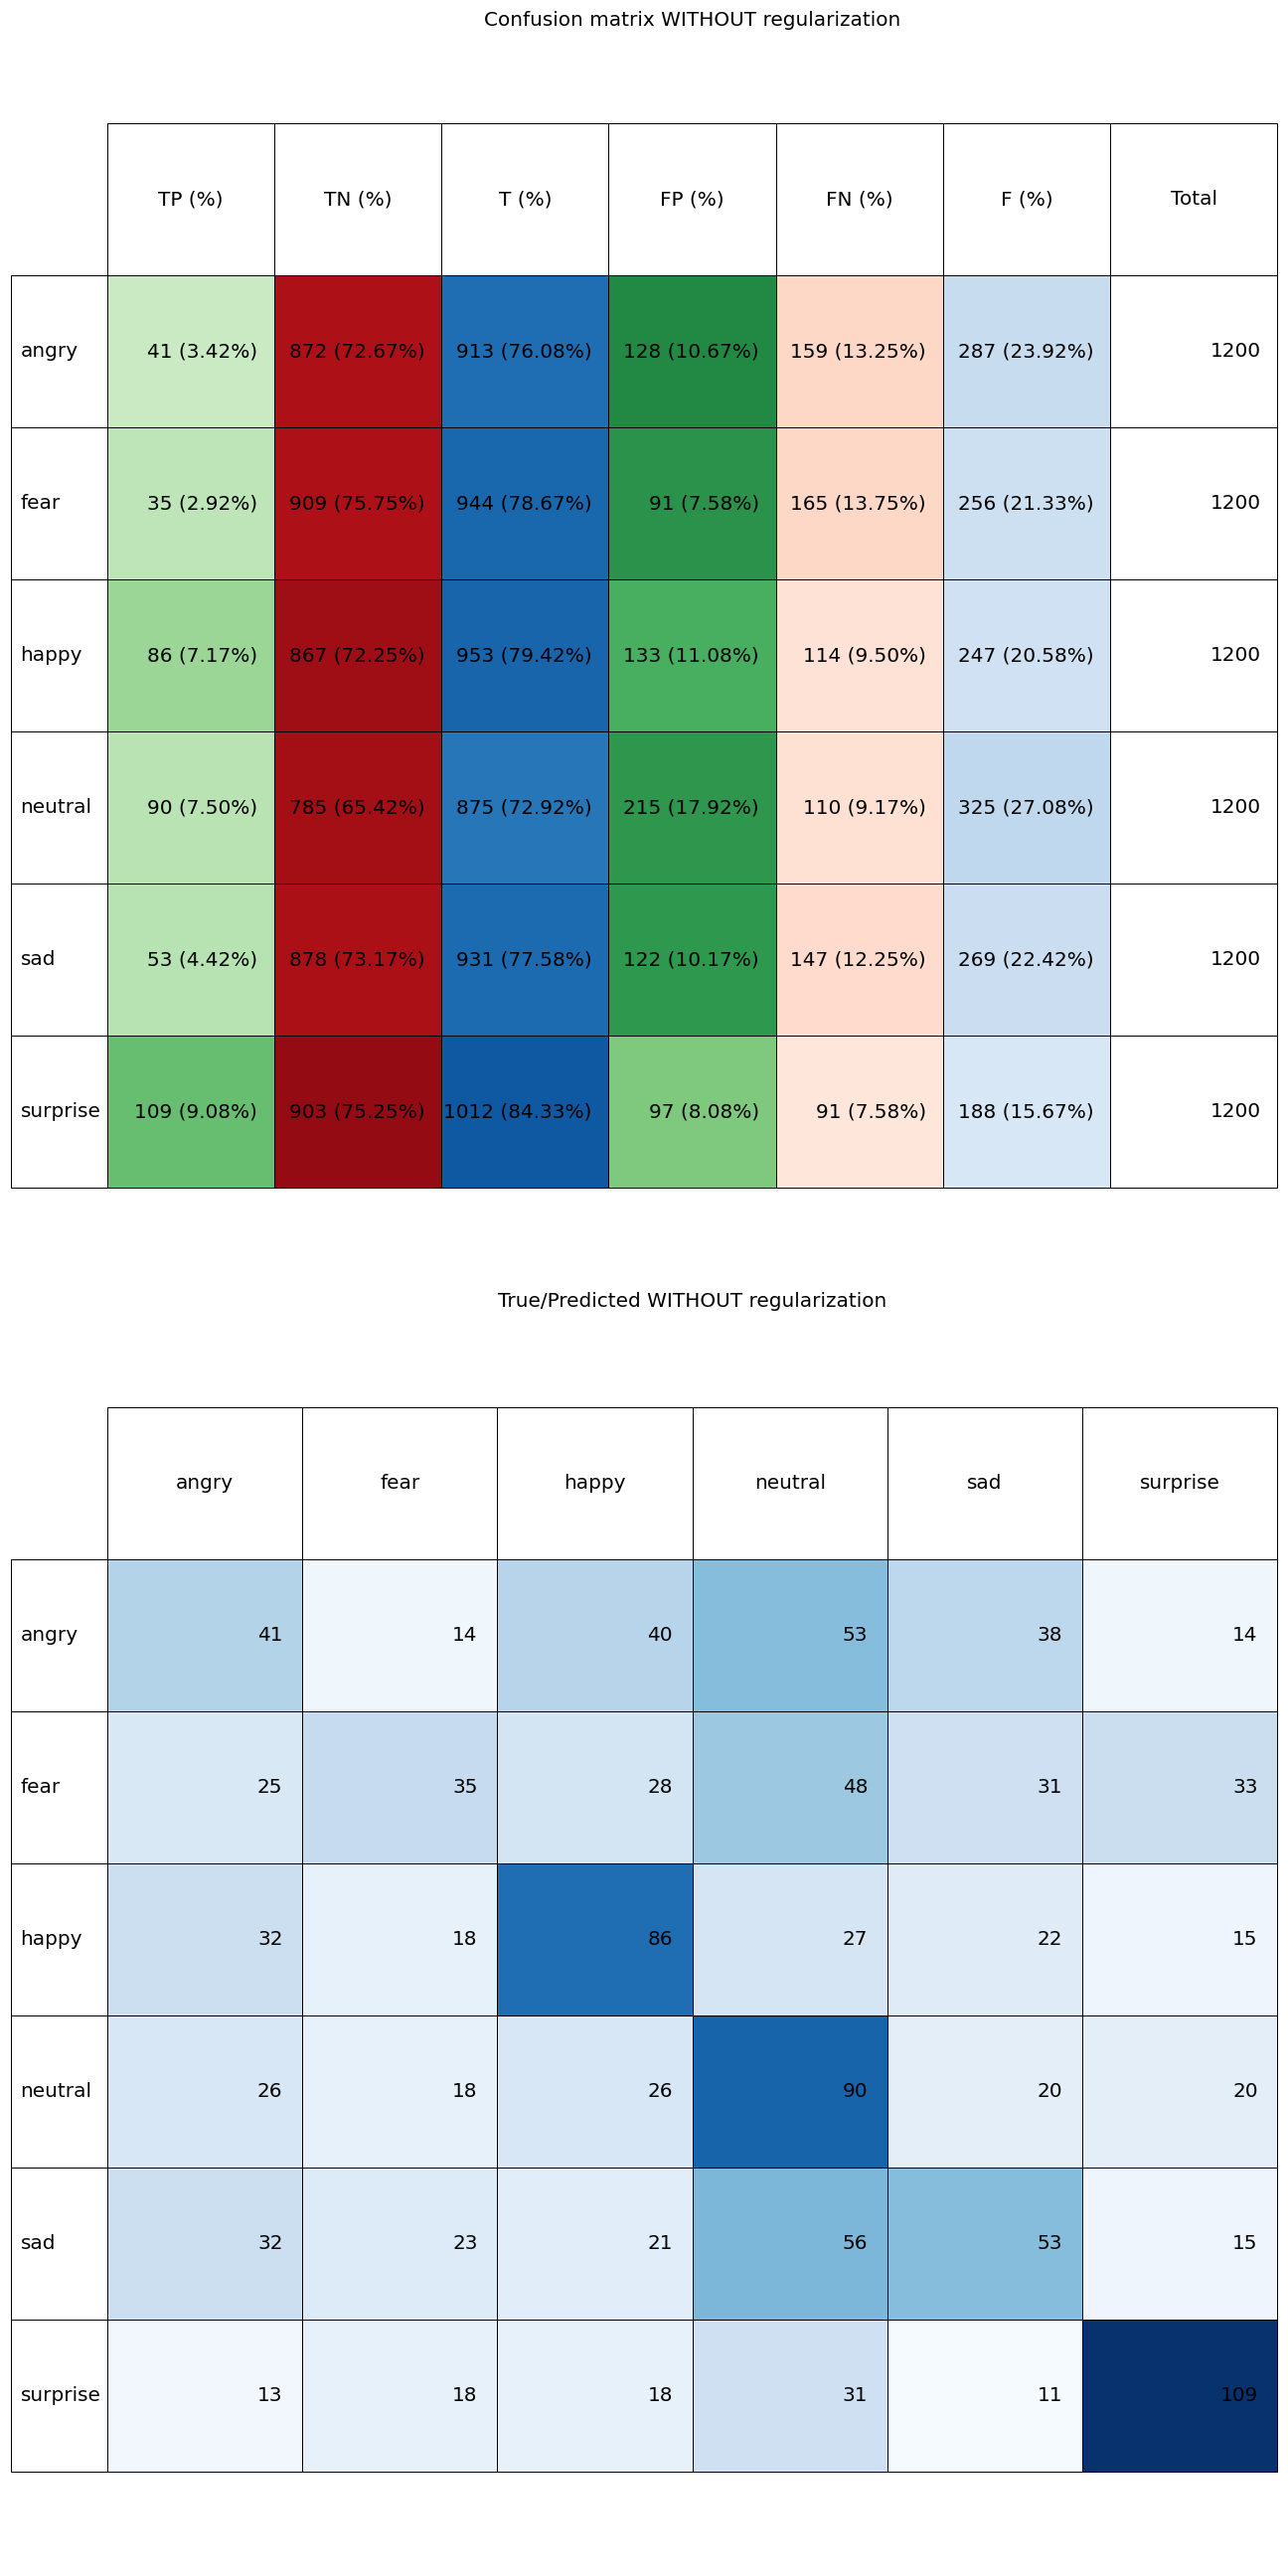 Confusion matrix WITHOUT regularization
TP (%) TN (%) T (%) FP (%) FN (%) F (%) Total
angry 41 (3.42%) 872 (72.67%) 913 (76.08%) 128 (10.67%) 159 (13.25%) 287 (23.92%) 1200
fear 35 (2.92%) 909 (75.75%) 944 (78.67%) 91 (7.58%) 165 (13.75%) 256 (21.33%) 1200
happy 86 (7.17%) 867 (72.25%) 953 (79.42%) 133 (11.08%) 114 (9.50%) 247 (20.58%) 1200
neutral 90 (7.50%) 785 (65.42%) 875 (72.92%) 215 (17.92%) 110 (9.17%) 325 (27.08%) 1200
sad 53 (4.42%) 878 (73.17%) 931 (77.58%) 122 (10.17%) 147 (12.25%) 269 (22.42%) 1200
surprise 109 (9.08%) 903 (75.25%) 1012 (84.33%) 97 (8.08%) 91 (7.58%) 188 (15.67%) 1200
True/Predicted WITHOUT regularization
angry fear happy neutral sad surprise
angry 41 14 40 53 38 14
fear 25 35 28 48 31 33
happy 32 18 86 27 22 15
neutral 26 18 26 90 20 20
sad 32 23 21 56 53 15
surprise 13 18 18 31 11 109